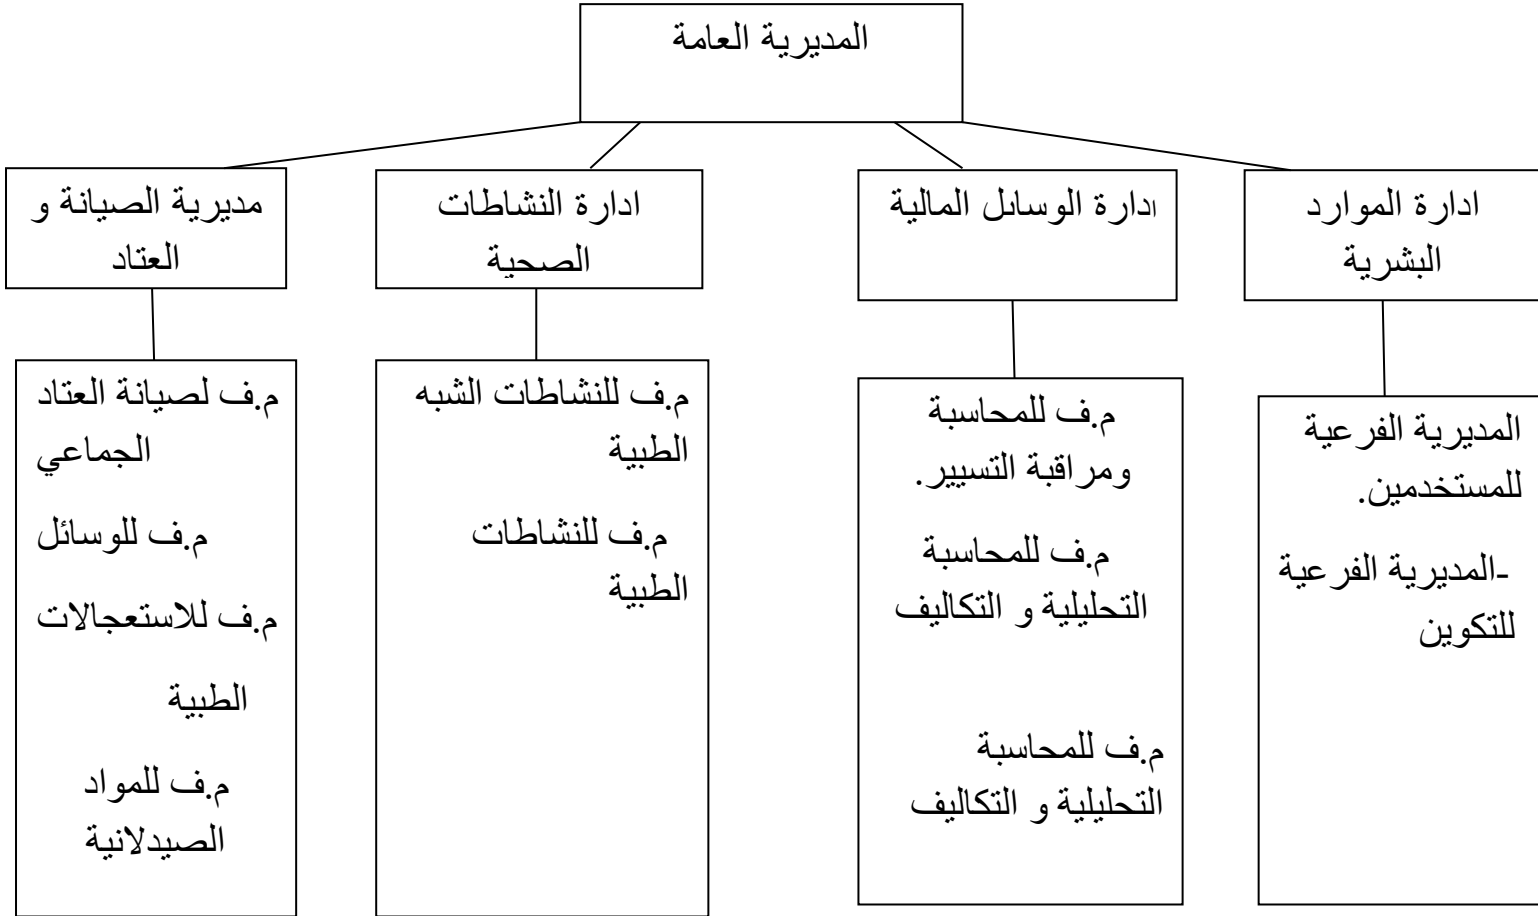 المديرية العامة
ادارة الموارد
البشرية
ادارة الوسائل المالية
ادارة النشاطات
الصحية
مديرية الصيانة و
العتاد
المديرية الفرعية
للمستخدمين.
-المديرية الفرعية
للتكوين
م.ف للمحاسبة
ومراقبة التسيير.
م.ف للمحاسبة
التحليلية و التكاليف
م.ف للمحاسبة
التحليلية و التكاليف
م.ف للنشاطات الشبه
الطبية
م.ف للنشاطات
الطبية
م.ف لصيانة العتاد
الجماعي
م.ف للوسائل
م.ف للاستعجالات
الطبية
م.ف للمواد
الصيدلانية